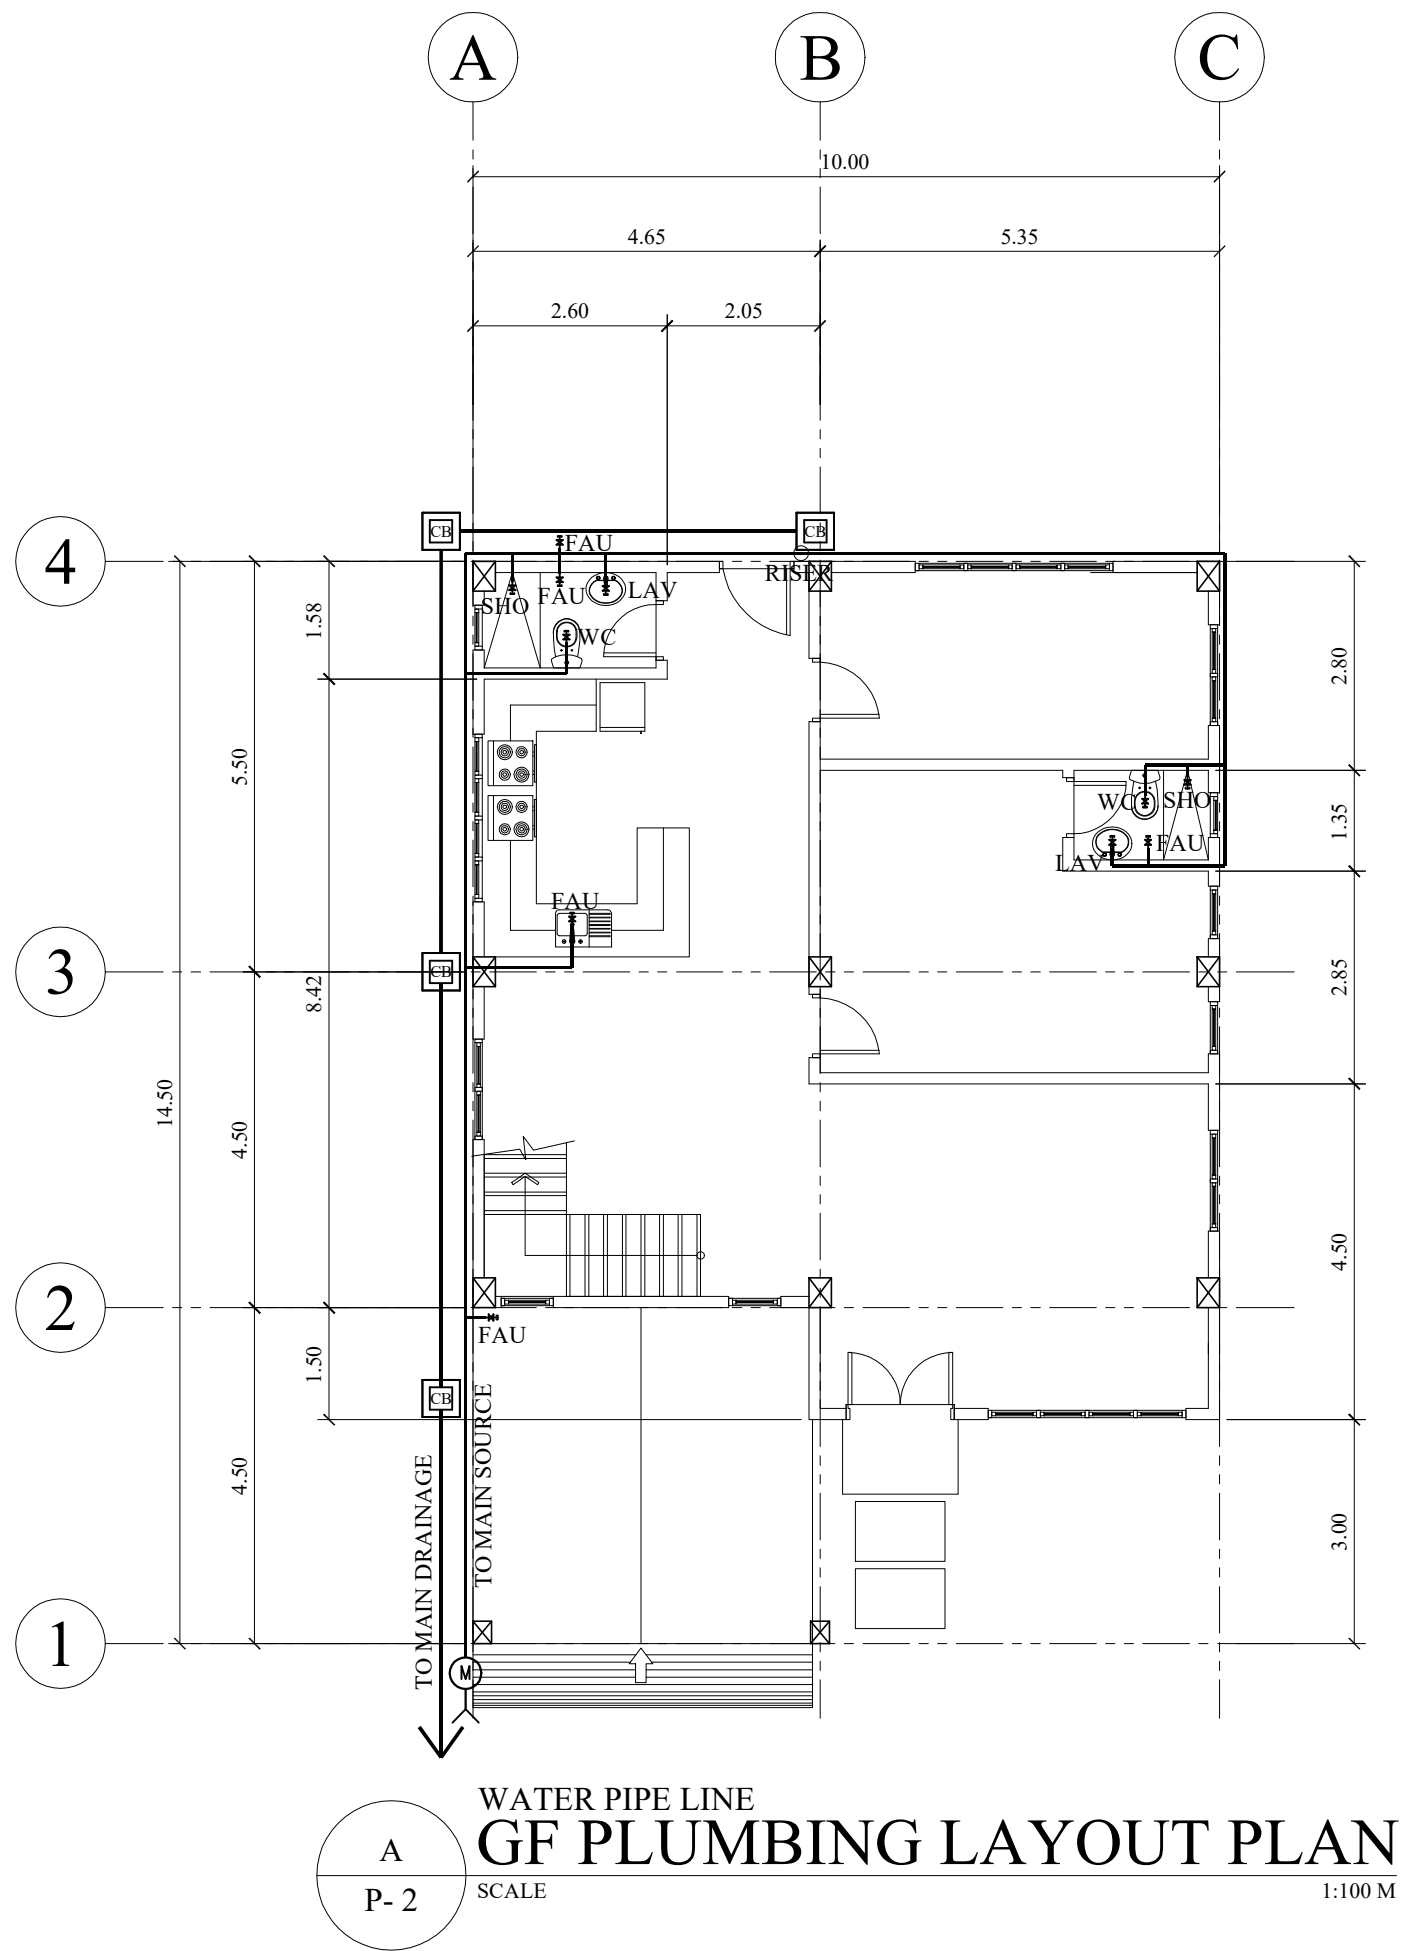 A
B
C
10.00
4.65
5.35
2.60
2.05
CB
CB
4
FAU
RISER
SHO
FAU
LAV
WC
1.58
2.80
5.50
WC
SHO
1.35
FAU
LAV
FAU
3
CB
8.42
2.85
14.50
4.50
4.50
2
FAU
1.50
CB
TO MAIN SOURCE
TO MAIN DRAINAGE
4.50
3.00
1
M
WATER PIPE LINE
A
GF PLUMBING LAYOUT PLAN
P- 2
SCALE
1:100 M